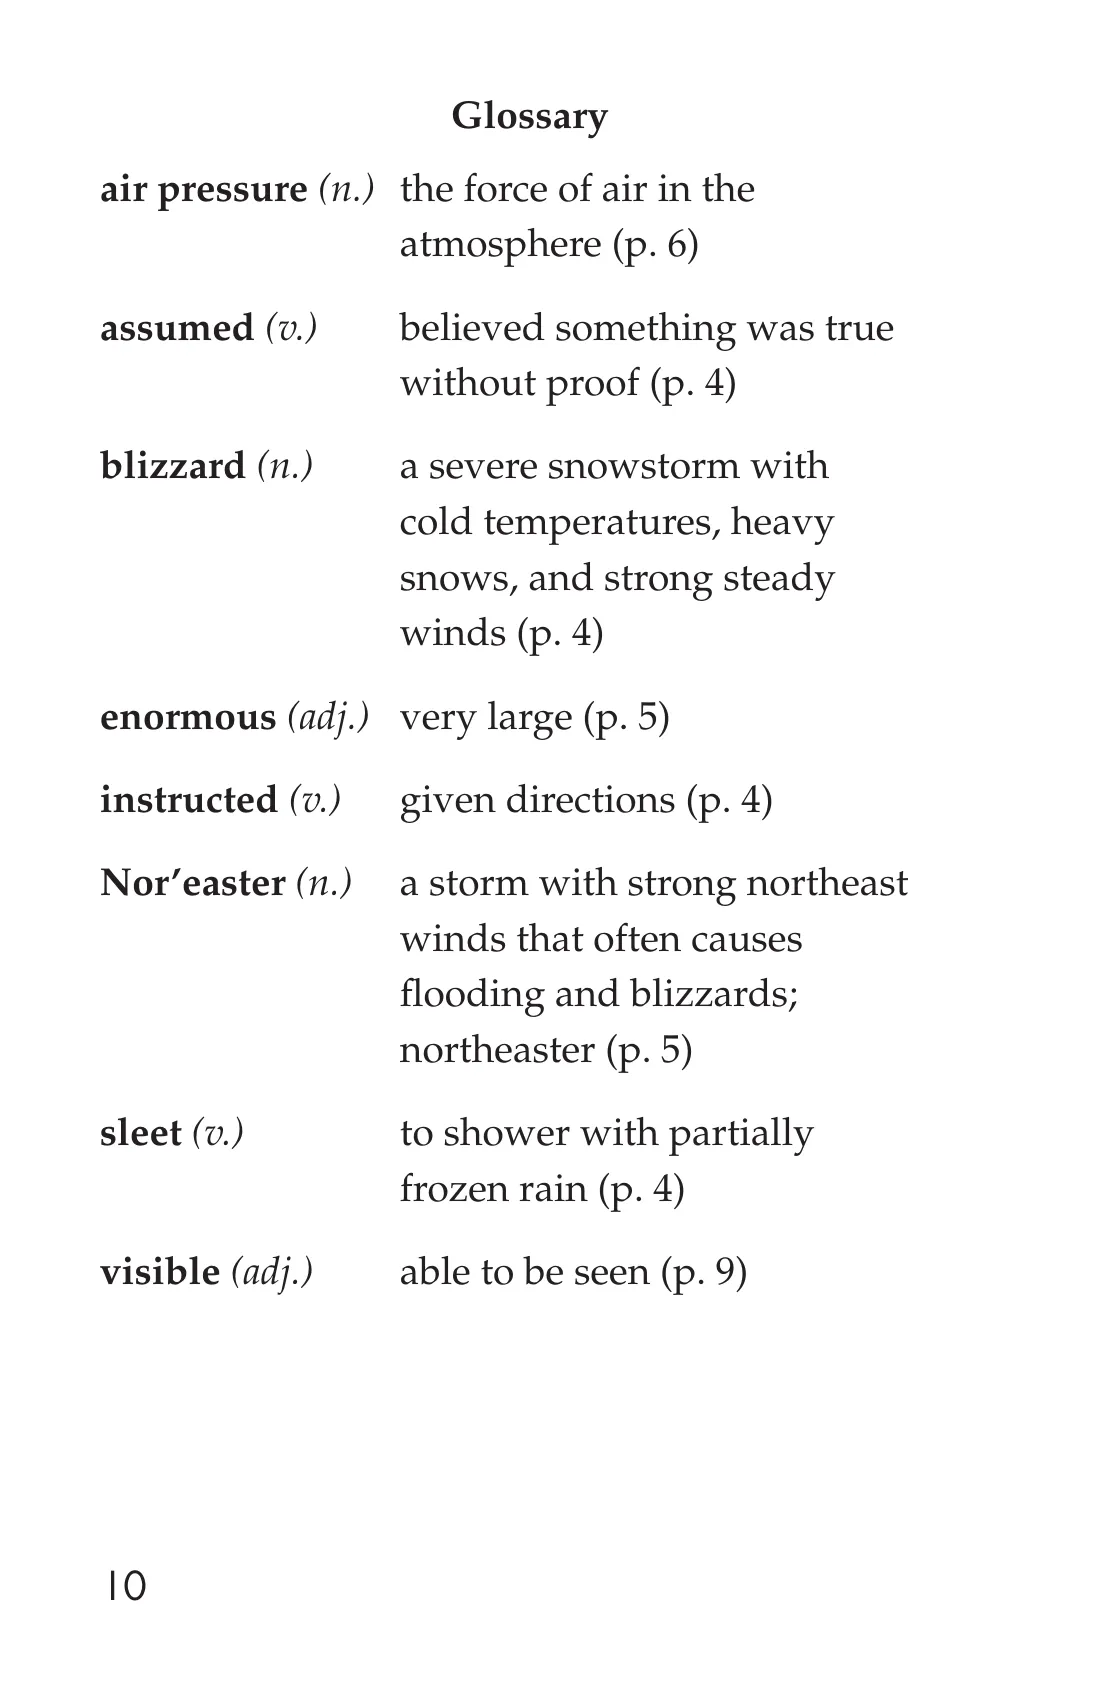 Glossary
air pressure (n.) the force of air in the
atmosphere (p. 6)
assumed (v.) believed something was true
without proof (p. 4)
blizzard (n.) a severe snowstorm with
cold temperatures, heavy
snows, and strong steady
winds (p. 4)
enormous (adj.) very large (p. 5)
instructed (v.) given directions (p. 4)
Nor’easter (n.) a storm with strong northeast
winds that often causes
flooding and blizzards;
northeaster (p. 5)
sleet (v.) to shower with partially
frozen rain (p. 4)
visible (adj.) able to be seen (p. 9)
10